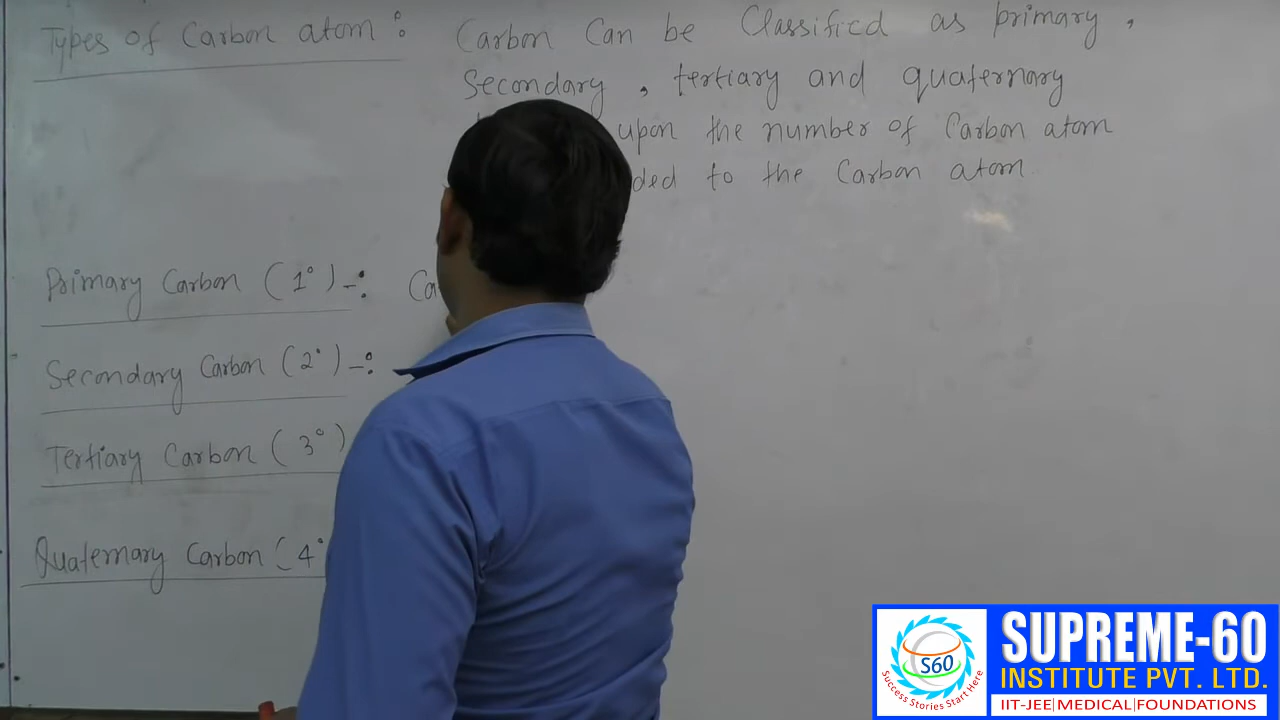 Types of Carbon atom :
Carbon Can be Classified as primary,
Secondary, tertiary and quaternary
upon the number of Carbon atom
ded to the Carbon atom.
Primary Carbon (1°) -: Ca
Secondary Carbon (2°) -:
Tertiary Carbon (3°)
Quaternary Carbon (4°
S60
Success Stories Start Here
SUPREME-60
INSTITUTE PVT. LTD.
IIT-JEE|MEDICAL|FOUNDATIONS